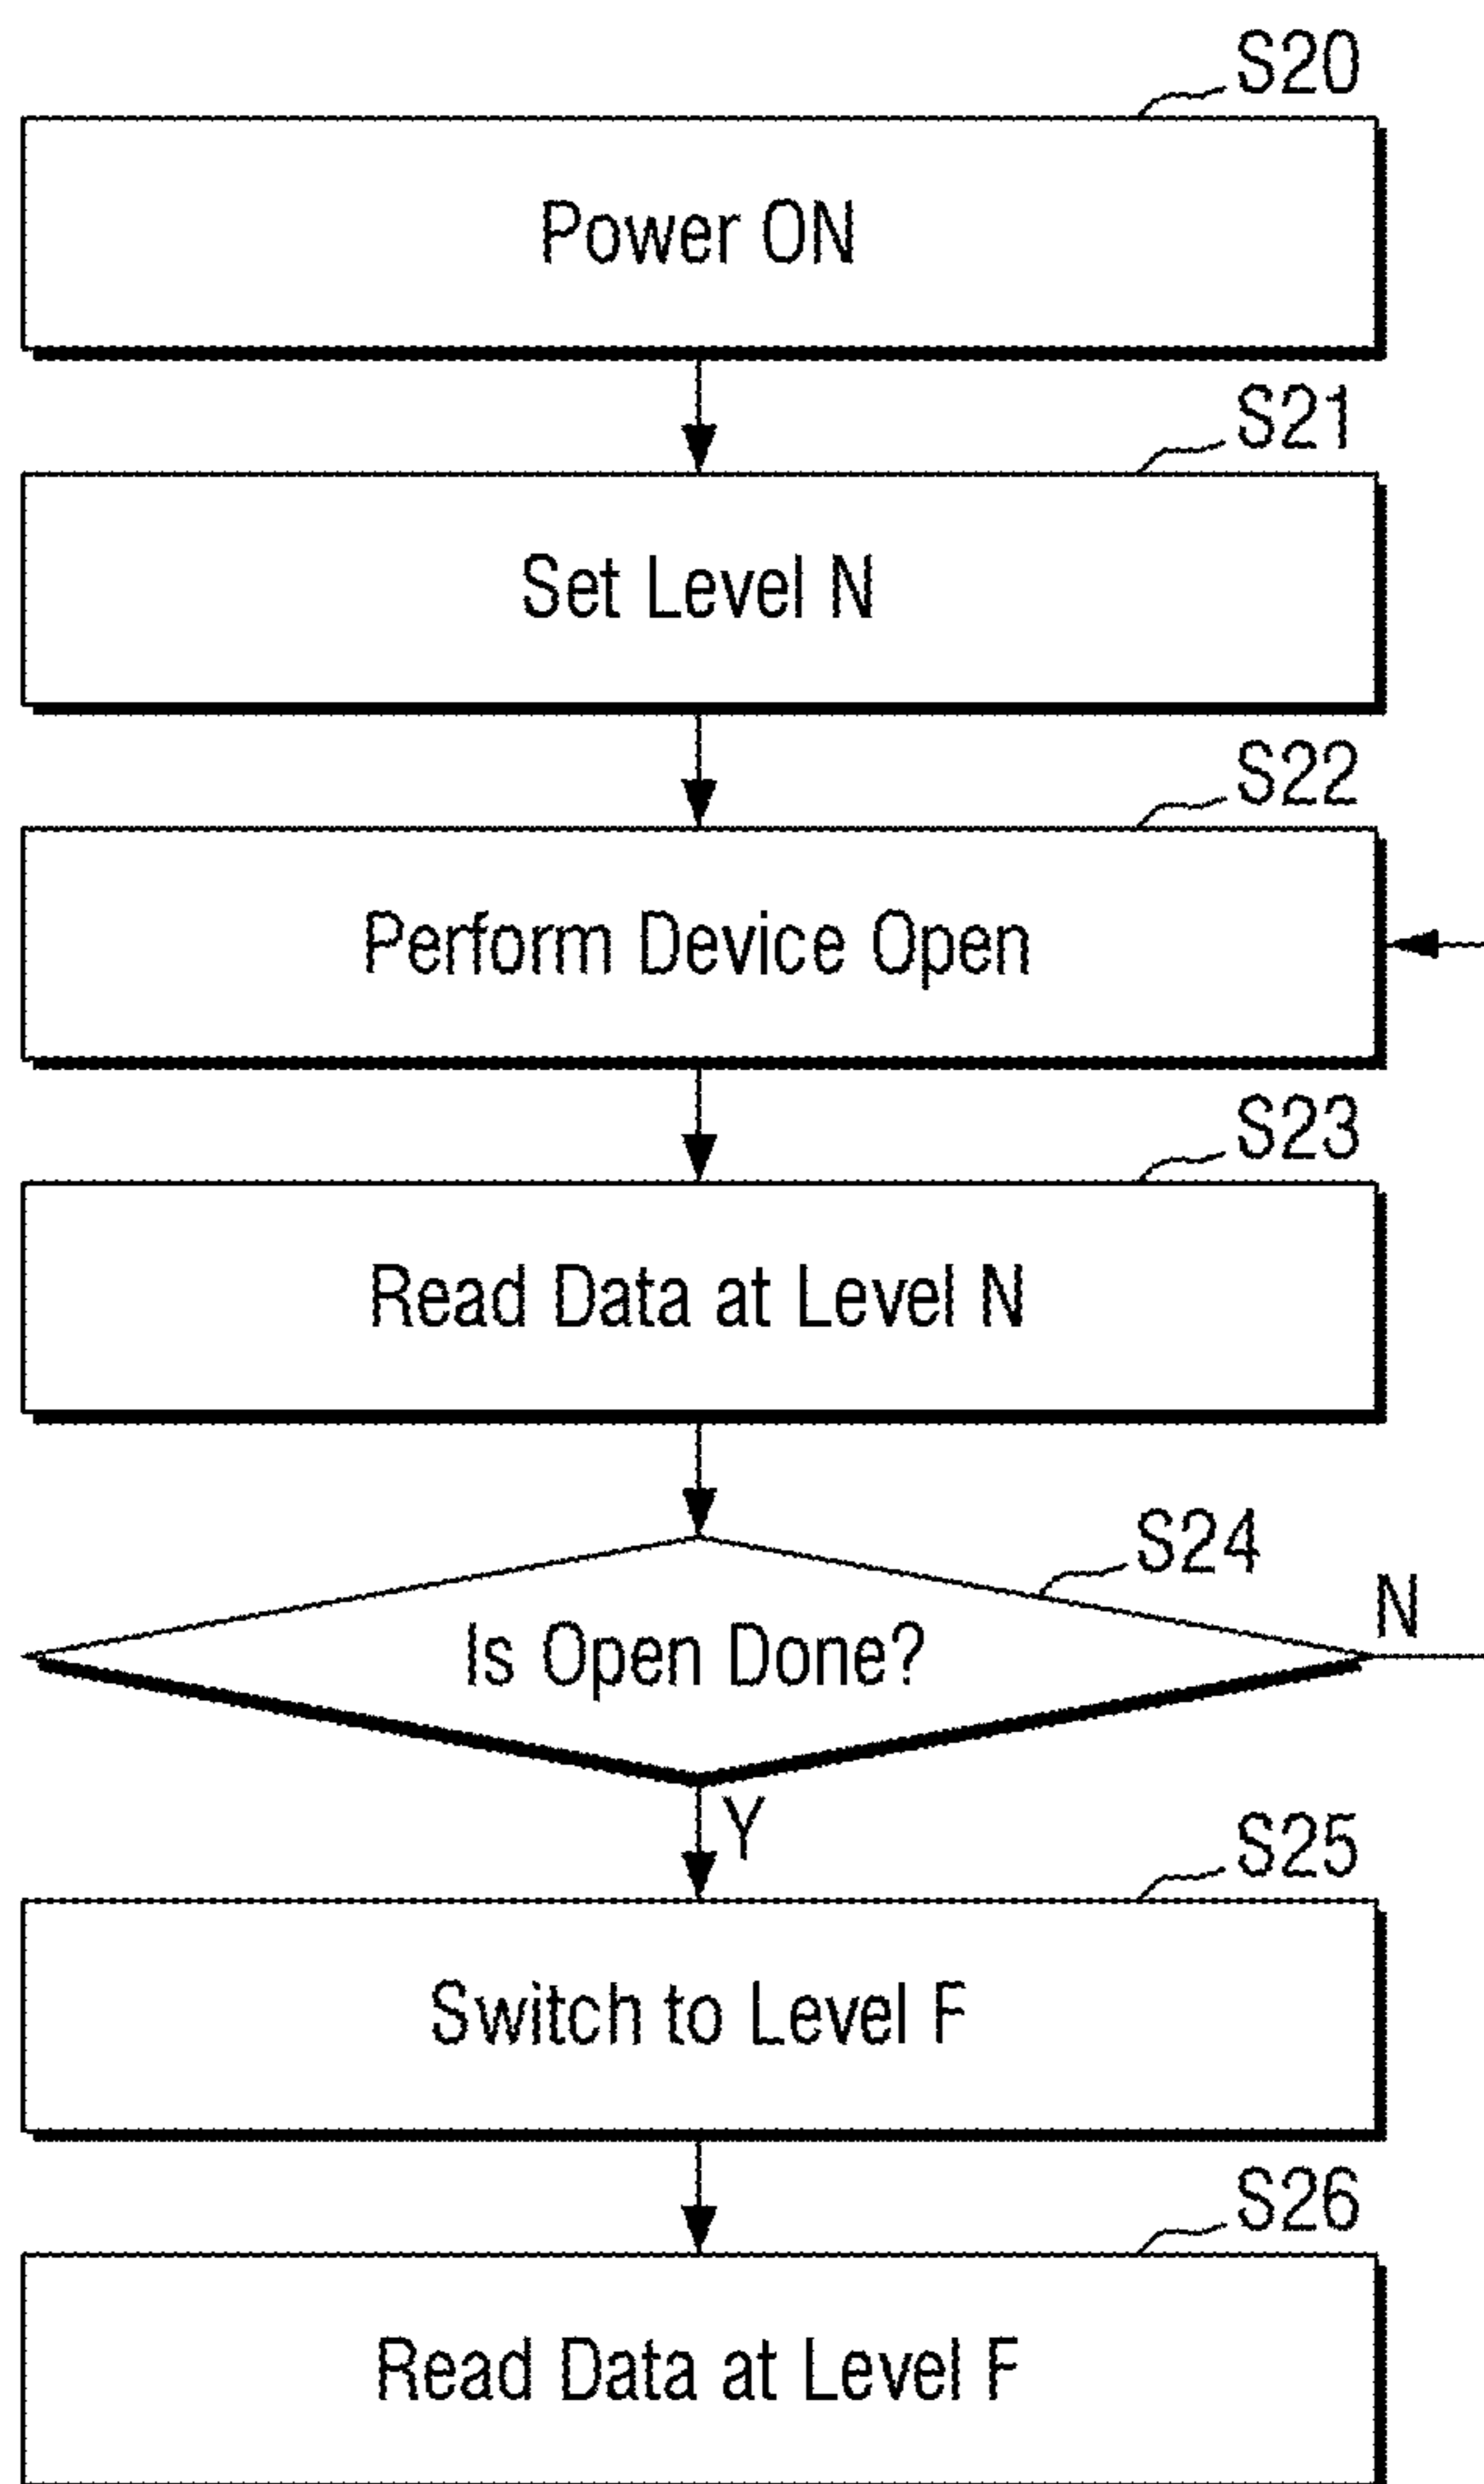 S20
Power ON
S21
Set Level N
S22
Perform Device Open
S23
Read Data at Level N
S24
Is Open Done?
N
Y
S25
Switch to Level F
S26
Read Data at Level F